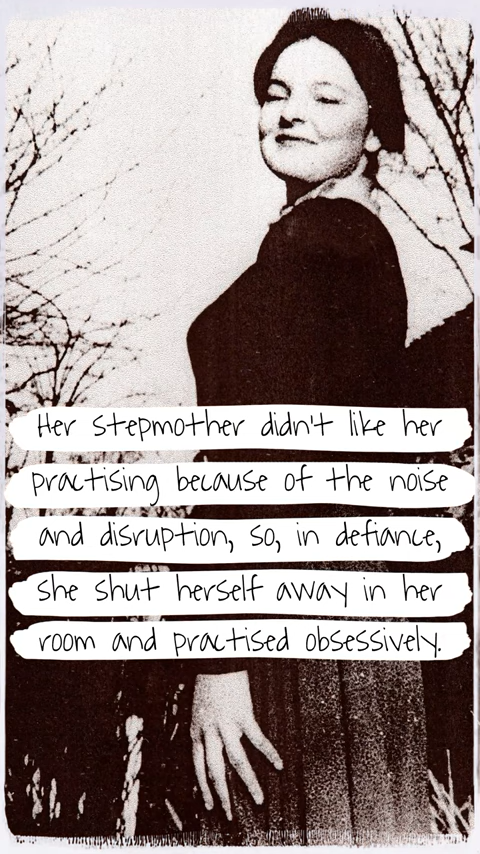 Her stepmother didn't like her
practising because of the noise
and disruption, so, in defiance,
she shut herself away in her
room and practised obsessively.